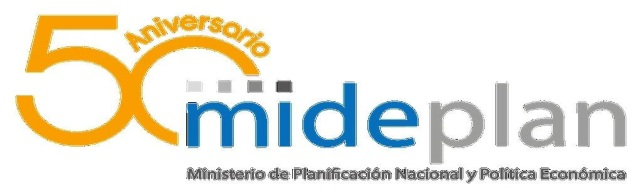 50 Aniversario
mideplan
Ministerio de Planificación Nacional y Política Económica